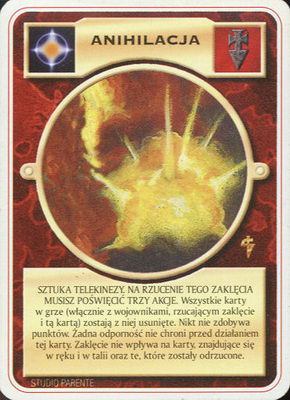 ANIHILACJA
SZTUKA TELEKINEZY. NA RZUCENIE TEGO ZAKLĘCIA
MUSISZ POŚWIĘCIĆ TRZY AKCJE. Wszystkie karty
w grze (włącznie z wojownikami, rzucającym zaklęcie
i tą kartą) zostają z niej usunięte. Nikt nie zdobywa
punktów. Żadna odporność nie chroni przed działaniem
tej karty. Zaklęcie nie wpływa na karty, znajdujące się
w ręku i w talii oraz te, które zostały odrzucone.
STUDIO PARENTE